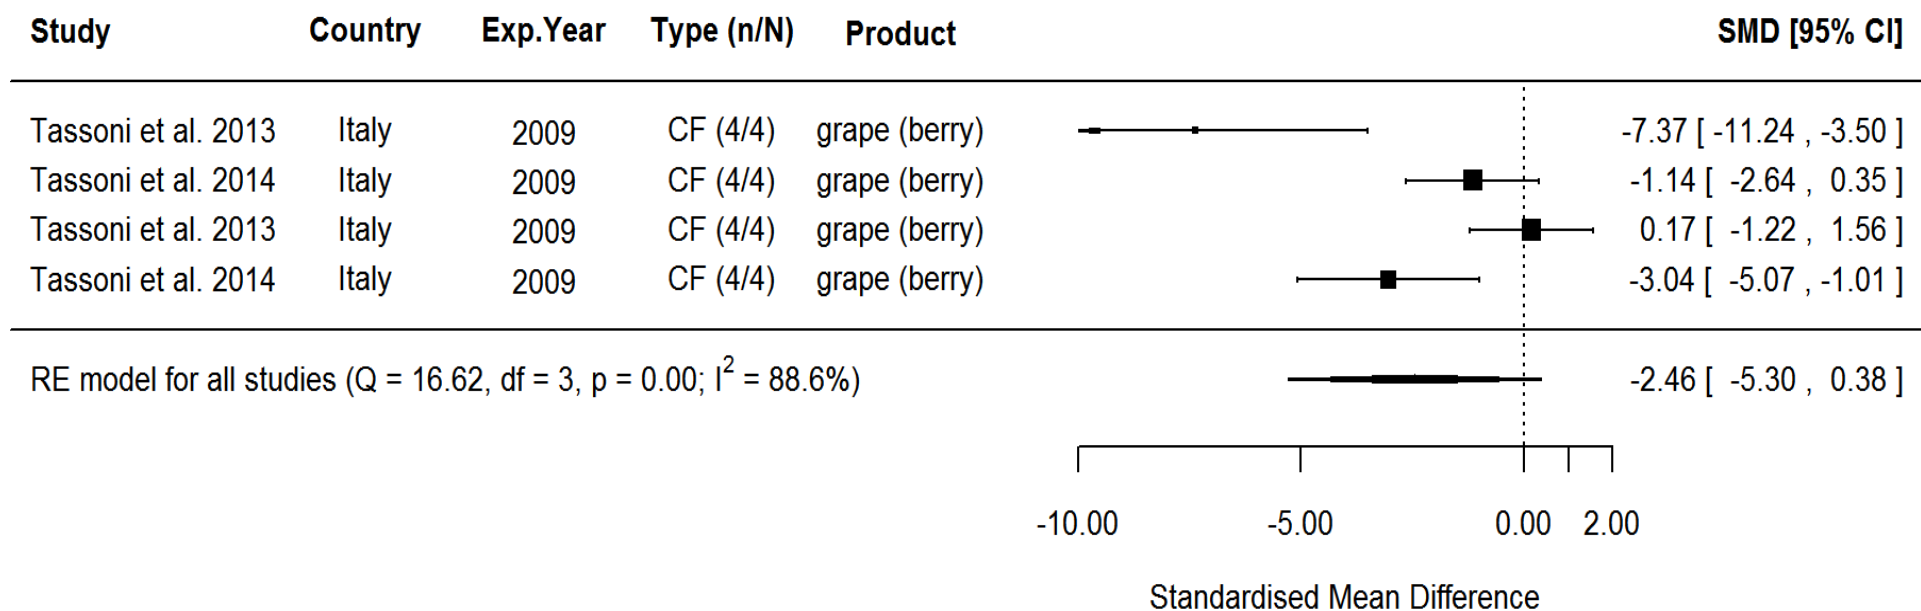 Study Country Exp.Year Type (n/N) Product SMD [95% CI]
Tassoni et al. 2013 Italy 2009 CF (4/4) grape (berry) -7.37 [ -11.24 , -3.50 ]
Tassoni et al. 2014 Italy 2009 CF (4/4) grape (berry) -1.14 [ -2.64 , 0.35 ]
Tassoni et al. 2013 Italy 2009 CF (4/4) grape (berry) 0.17 [ -1.22 , 1.56 ]
Tassoni et al. 2014 Italy 2009 CF (4/4) grape (berry) -3.04 [ -5.07 , -1.01 ]
RE model for all studies (Q = 16.62, df = 3, p = 0.00; I² = 88.6%) -2.46 [ -5.30 , 0.38 ]
-10.00 -5.00 0.00 2.00
Standardised Mean Difference